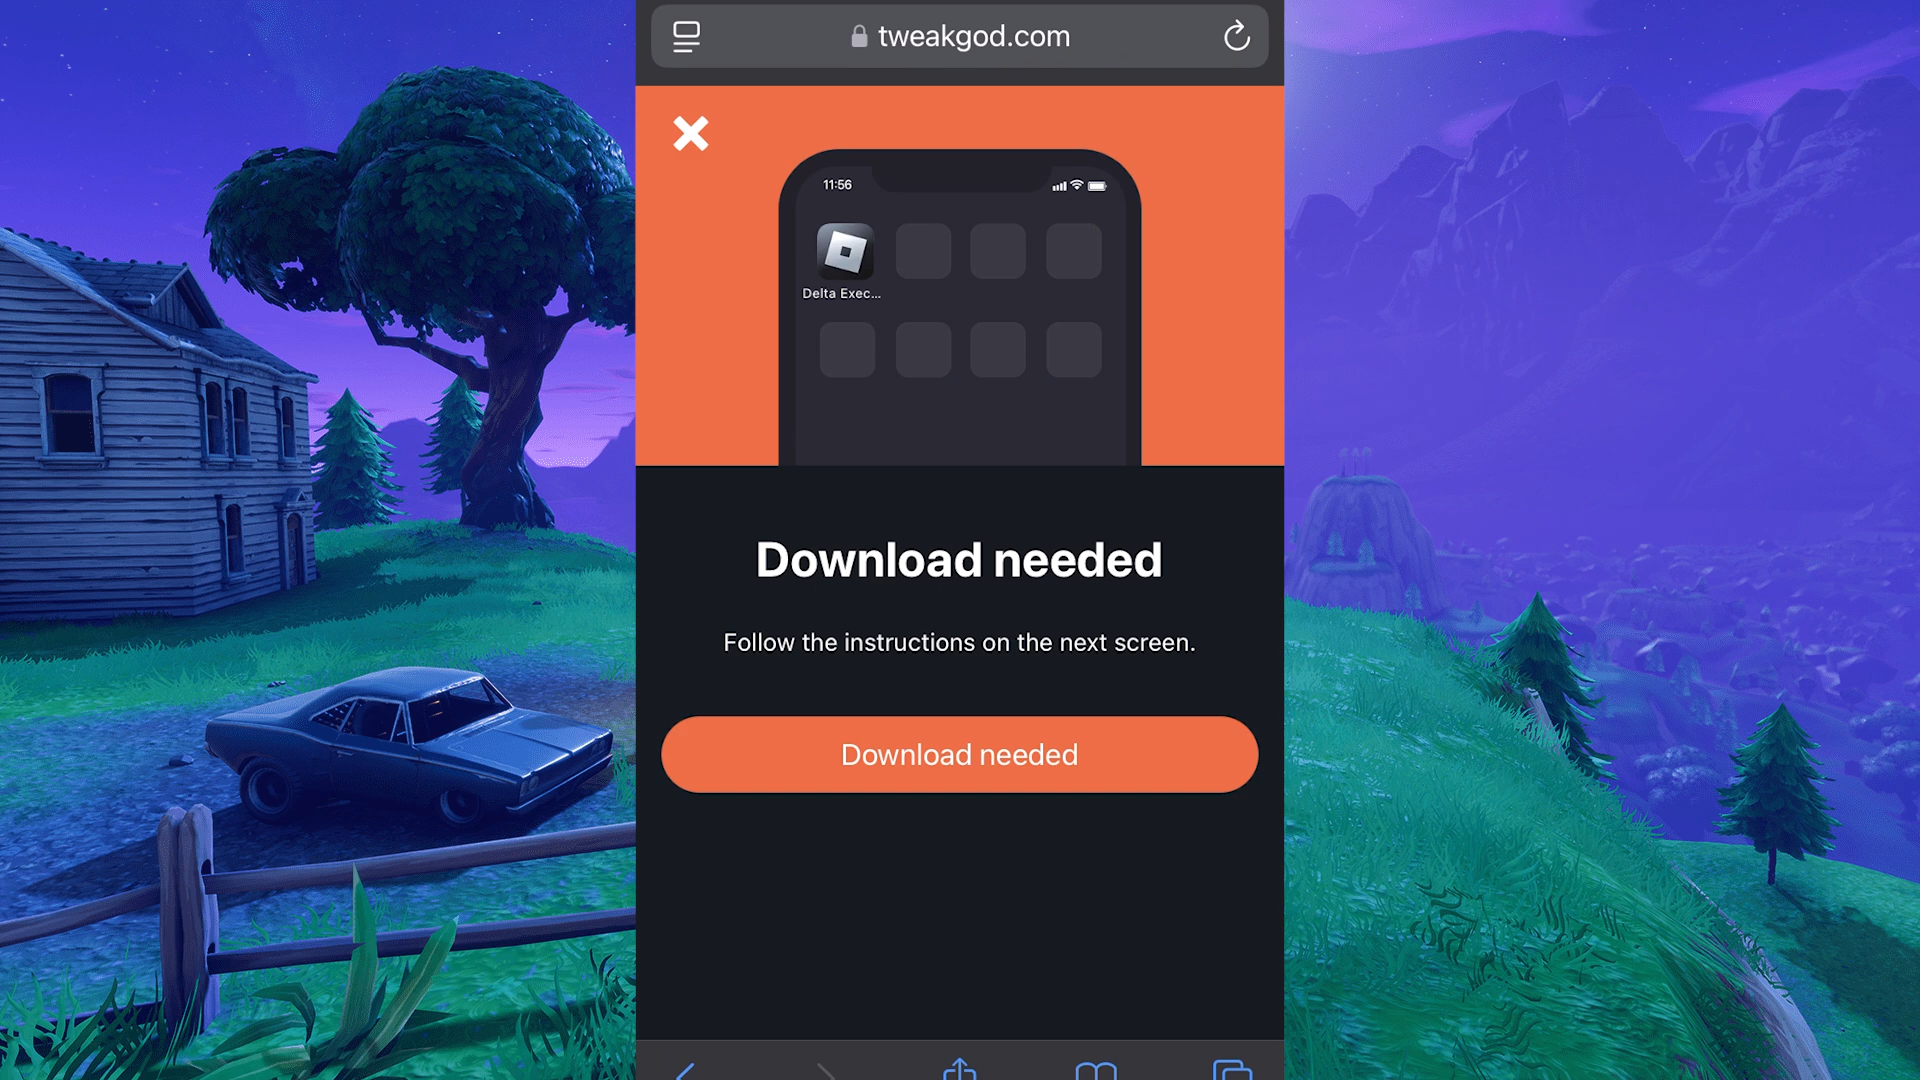 tweakgod.com
11:56
Delta Exec...
Download needed
Follow the instructions on the next screen.
Download needed